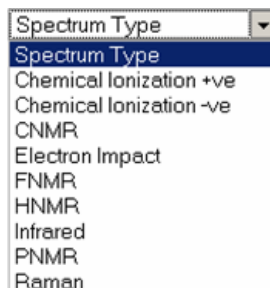 Spectrum Type
Spectrum Type
Chemical Ionization +ve
Chemical Ionization -ve
CNMR
Electron Impact
FNMR
HNMR
Infrared
PNMR
Raman